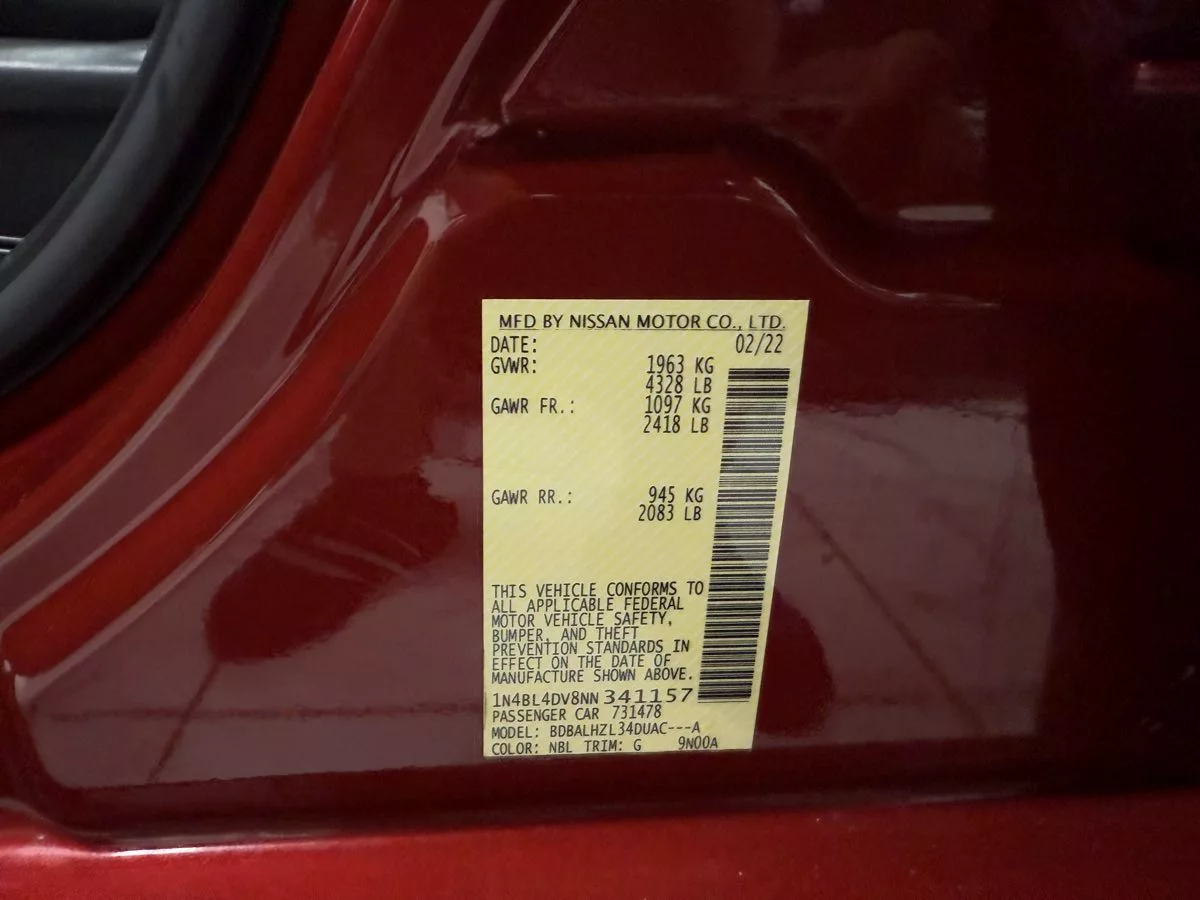 MFD BY NISSAN MOTOR CO., LTD.
DATE: 02/22
GVWR: 1963 KG
4328 LB
GAWR FR.: 1097 KG
2418 LB
GAWR RR.: 945 KG
2083 LB
THIS VEHICLE CONFORMS TO
ALL APPLICABLE FEDERAL
MOTOR VEHICLE SAFETY,
BUMPER, AND THEFT
PREVENTION STANDARDS IN
EFFECT ON THE DATE OF
MANUFACTURE SHOWN ABOVE.
1N4BL4DV8NN 341157
PASSENGER CAR 731478
MODEL: BDBALHZL34DUAC---A
COLOR: NBL TRIM: G 9N00A